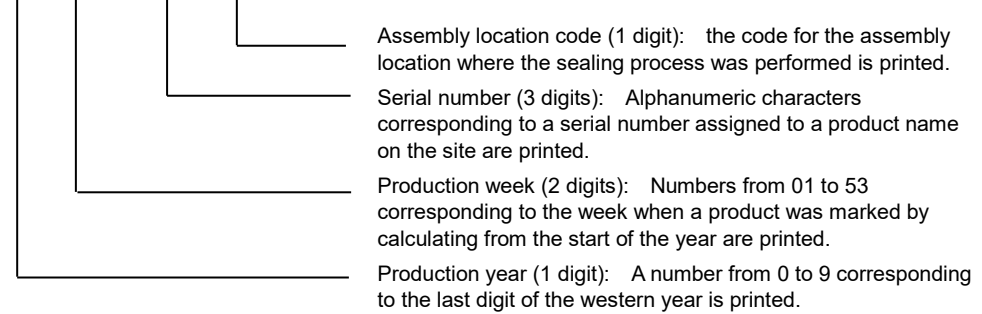 Assembly location code (1 digit): the code for the assembly
location where the sealing process was performed is printed.
Serial number (3 digits): Alphanumeric characters
corresponding to a serial number assigned to a product name
on the site are printed.
Production week (2 digits): Numbers from 01 to 53
corresponding to the week when a product was marked by
calculating from the start of the year are printed.
Production year (1 digit): A number from 0 to 9 corresponding
to the last digit of the western year is printed.